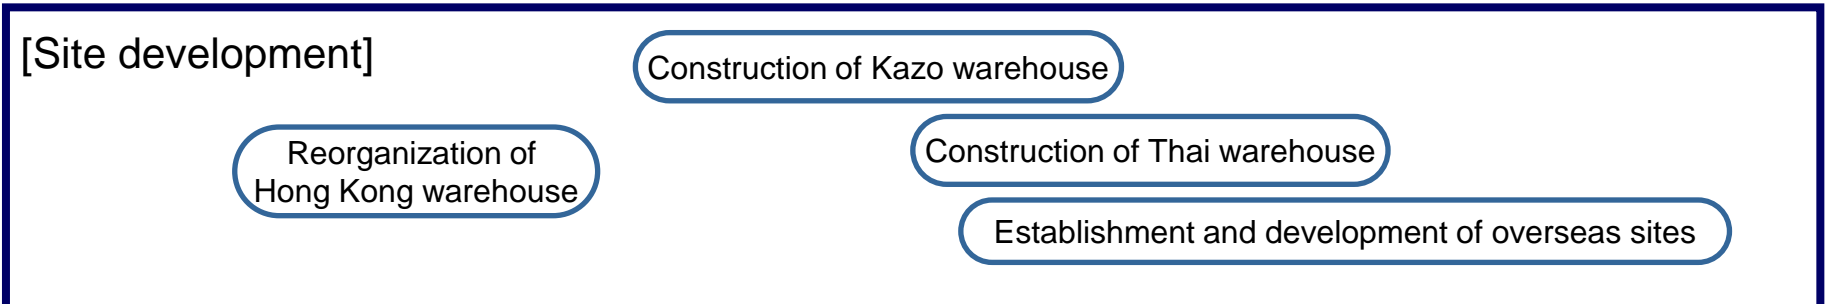 [Site development]
Construction of Kazo warehouse
Reorganization of
Hong Kong warehouse
Construction of Thai warehouse
Establishment and development of overseas sites